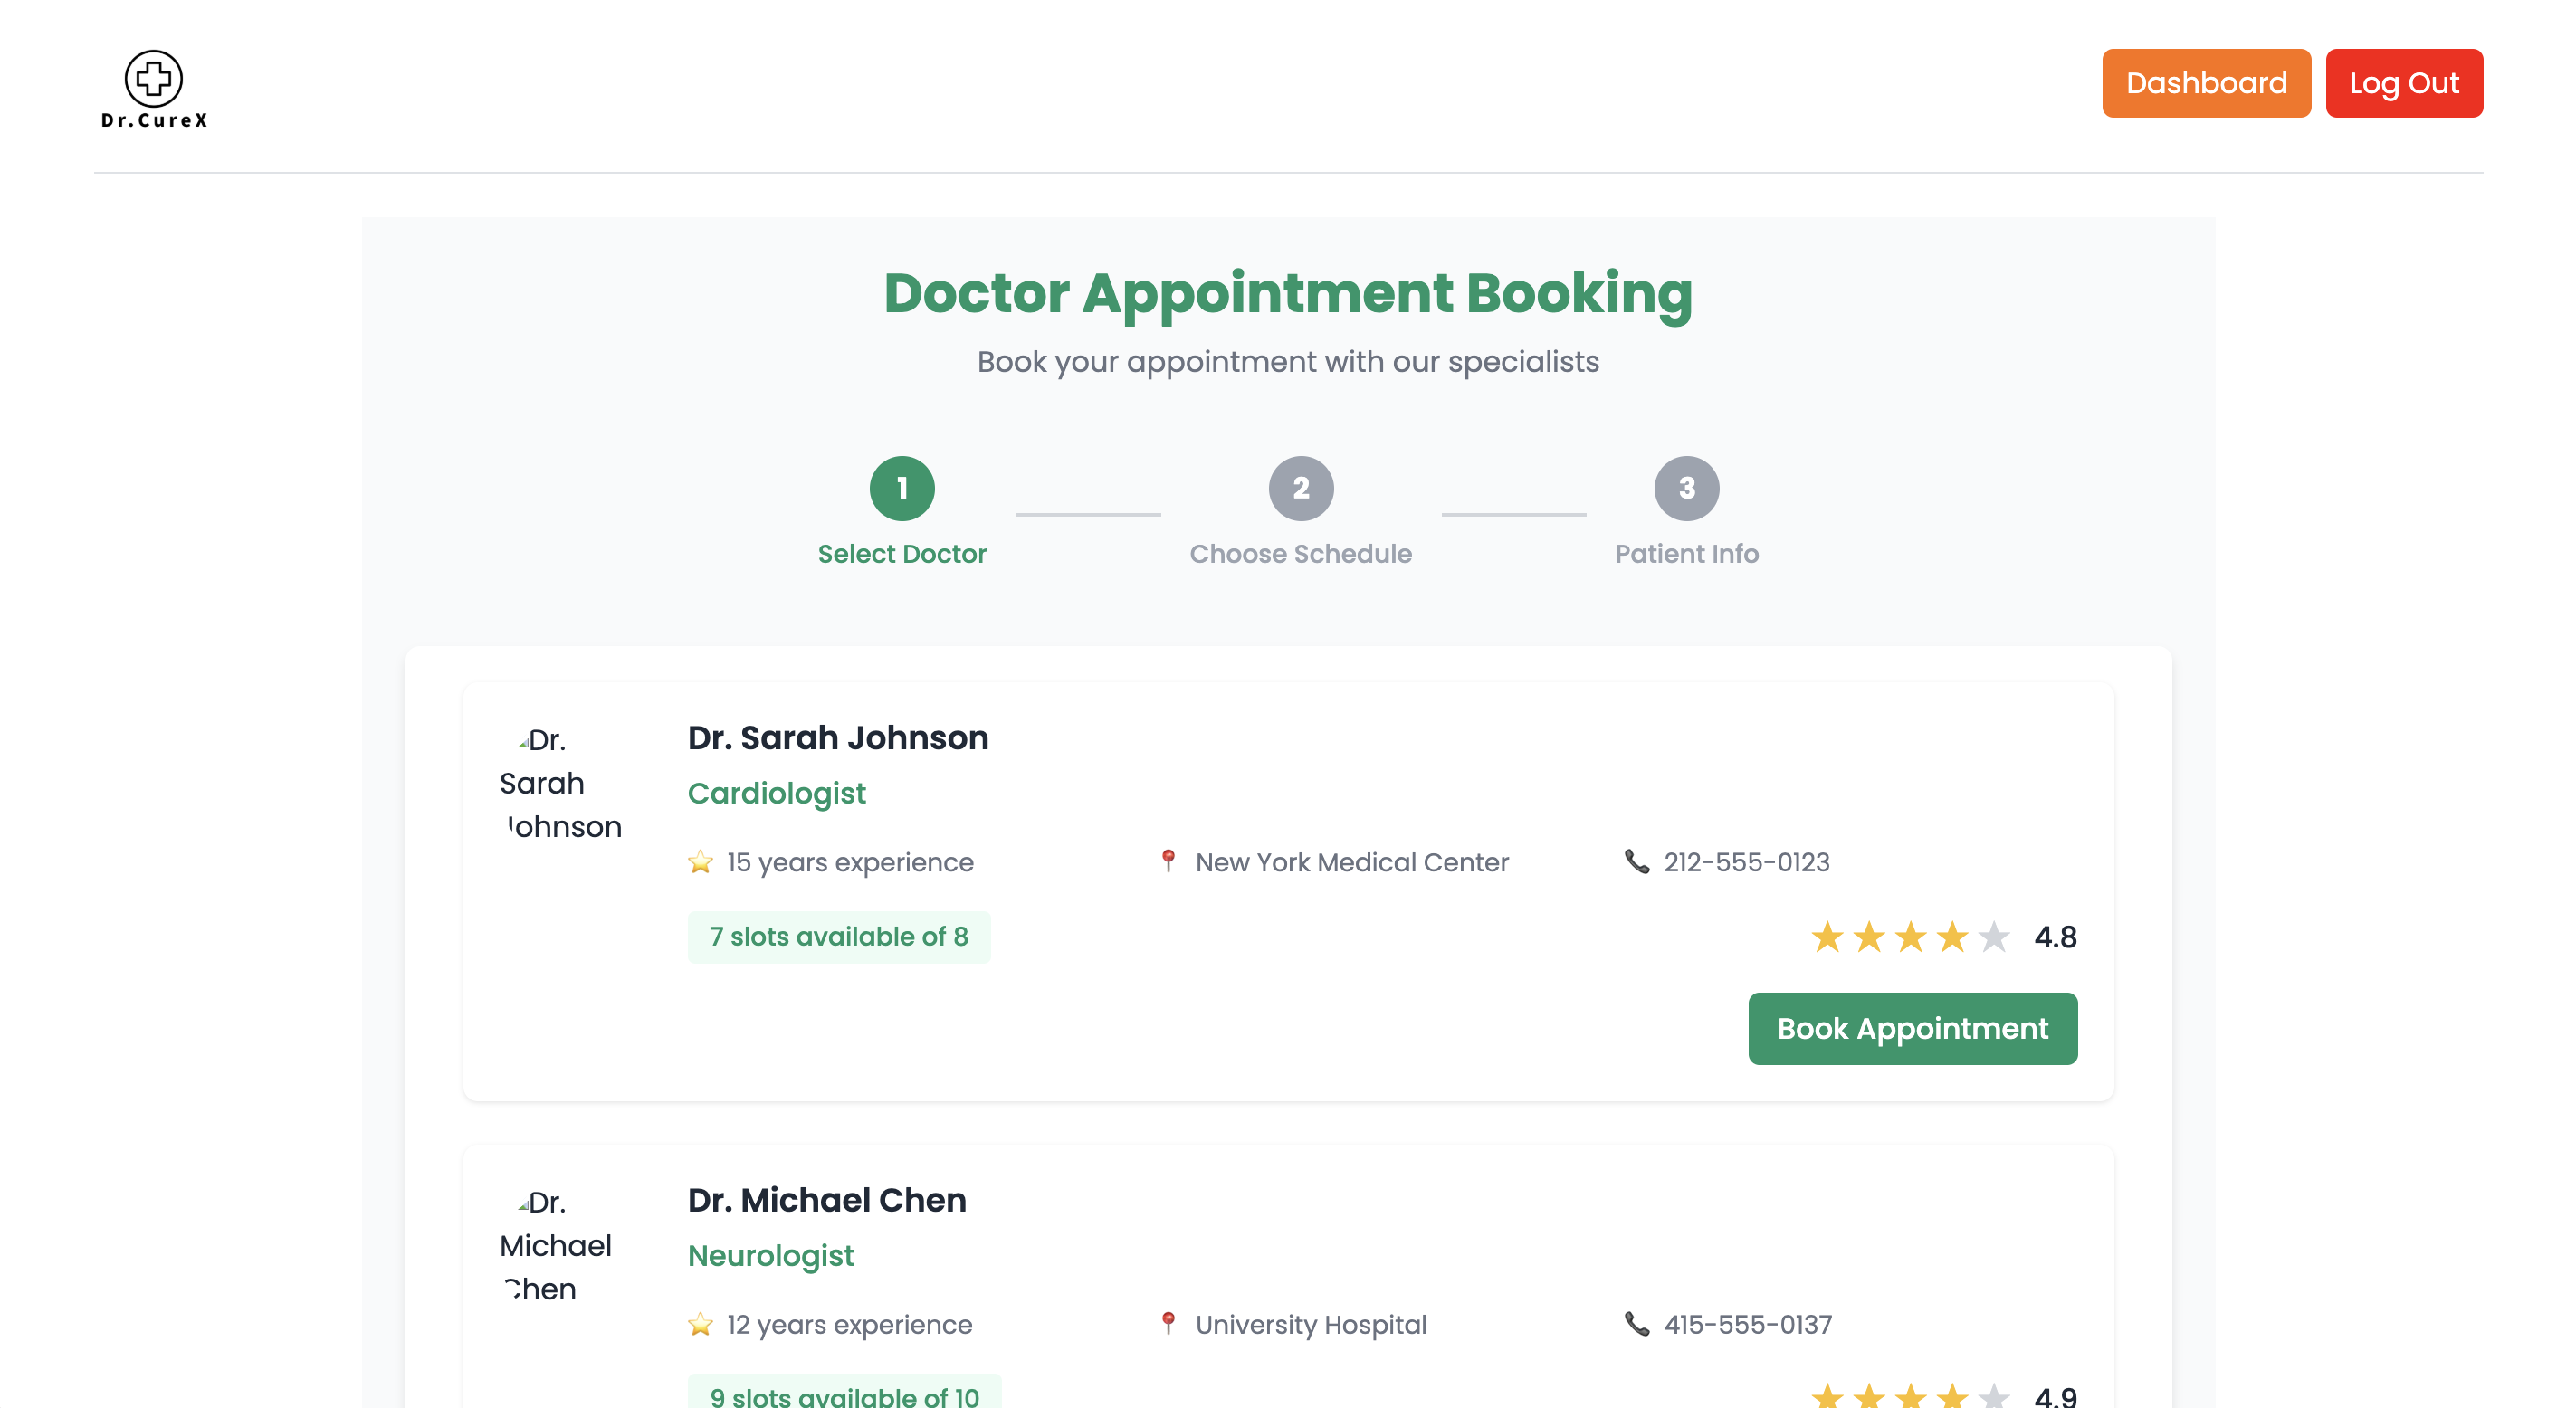 Dr.CureX
Dashboard
Log Out
Doctor Appointment Booking
Book your appointment with our specialists
1
2
3
Select Doctor
Choose Schedule
Patient Info
Dr.
Sarah
Johnson
Dr. Sarah Johnson
Cardiologist
15 years experience
New York Medical Center
212-555-0123
7 slots available of 8
4.8
Book Appointment
Dr.
Michael
Chen
Dr. Michael Chen
Neurologist
12 years experience
University Hospital
415-555-0137
9 slots available of 10
4.9